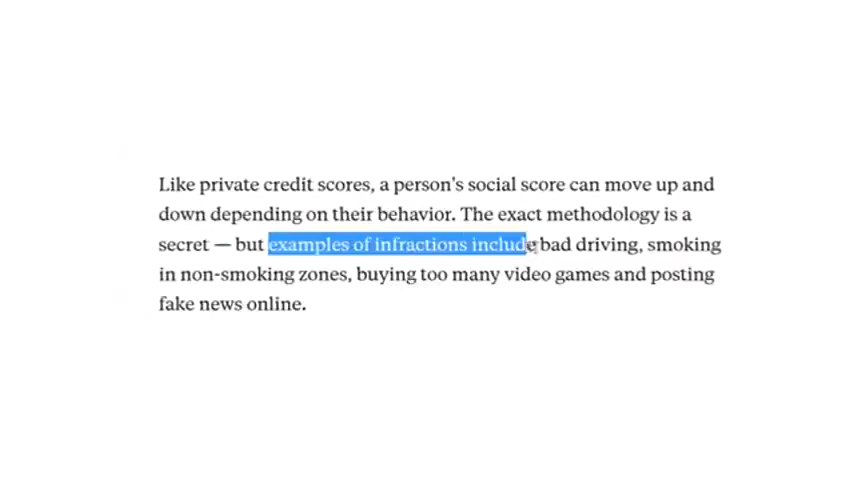 Like private credit scores, a person's social score can move up and
down depending on their behavior. The exact methodology is a
secret — but examples of infractions include bad driving, smoking
in non-smoking zones, buying too many video games and posting
fake news online.